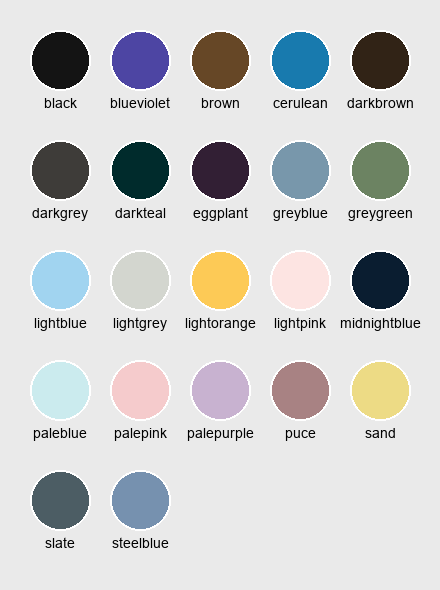 black blueviolet brown cerulean darkbrown
darkgrey darkteal eggplant greyblue greygreen
lightblue lightgrey lightorange lightpink midnightblue
paleblue palepink palepurple puce sand
slate steelblue